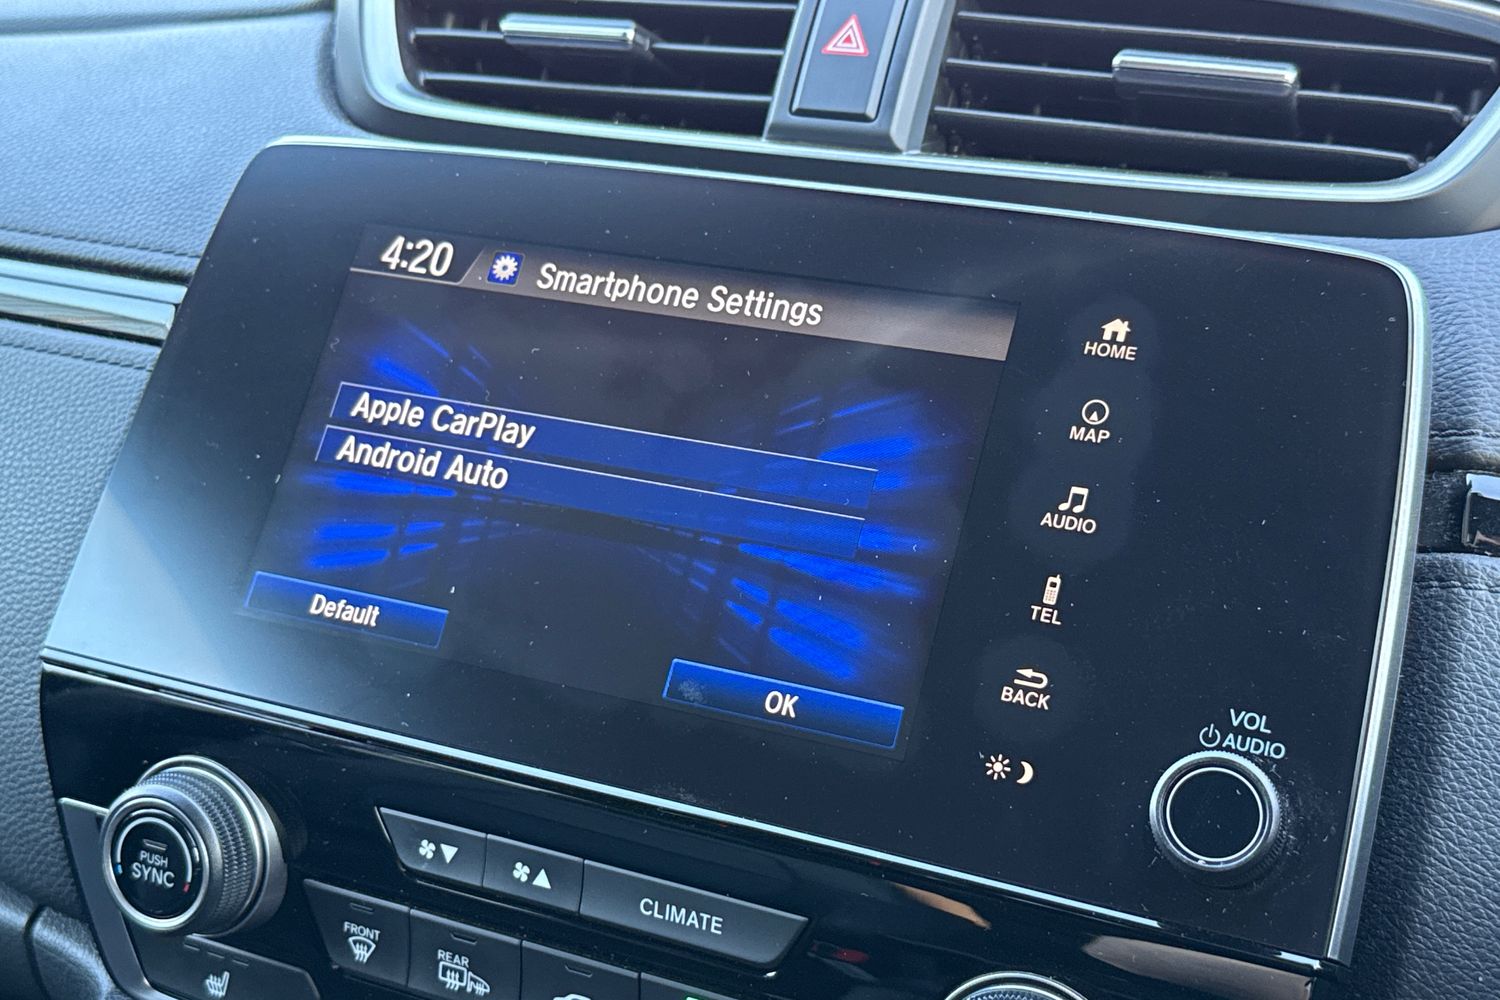 4:20 Smartphone Settings
Apple CarPlay
Android Auto
Default
OK
HOME
MAP
AUDIO
TEL
BACK
VOL
AUDIO
PUSH
SYNC
CLIMATE
FRONT
REAR